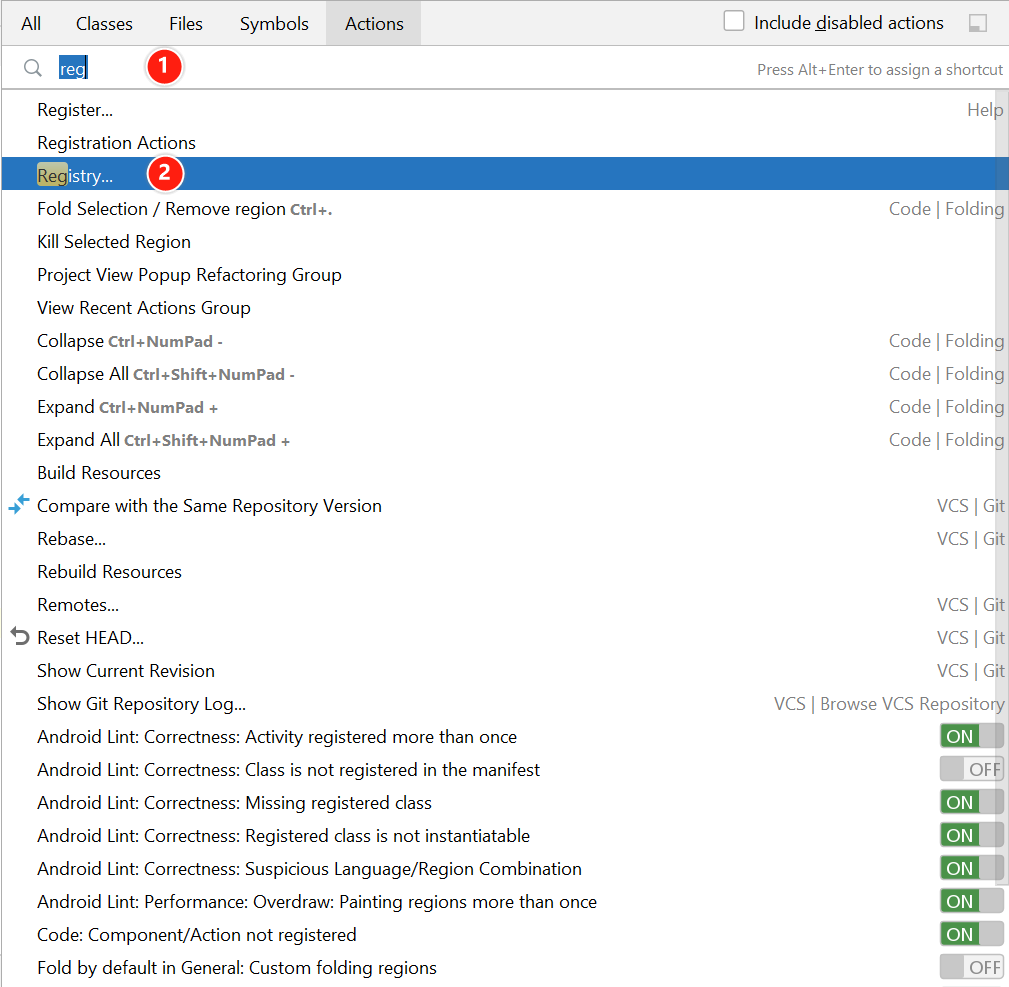 All Classes Files Symbols Actions Include disabled actions
reg 1 Press Alt+Enter to assign a shortcut
Register... Help
Registration Actions
Registry... 2
Fold Selection / Remove region Ctrl+. Code | Folding
Kill Selected Region
Project View Popup Refactoring Group
View Recent Actions Group
Collapse Ctrl+NumPad - Code | Folding
Collapse All Ctrl+Shift+NumPad - Code | Folding
Expand Ctrl+NumPad + Code | Folding
Expand All Ctrl+Shift+NumPad + Code | Folding
Build Resources
Compare with the Same Repository Version VCS | Git
Rebase... VCS | Git
Rebuild Resources
Remotes... VCS | Git
Reset HEAD... VCS | Git
Show Current Revision VCS | Git
Show Git Repository Log... VCS | Browse VCS Repository
Android Lint: Correctness: Activity registered more than once ON
Android Lint: Correctness: Class is not registered in the manifest OFF
Android Lint: Correctness: Missing registered class ON
Android Lint: Correctness: Registered class is not instantiatable ON
Android Lint: Correctness: Suspicious Language/Region Combination ON
Android Lint: Performance: Overdraw: Painting regions more than once ON
Code: Component/Action not registered ON
Fold by default in General: Custom folding regions OFF